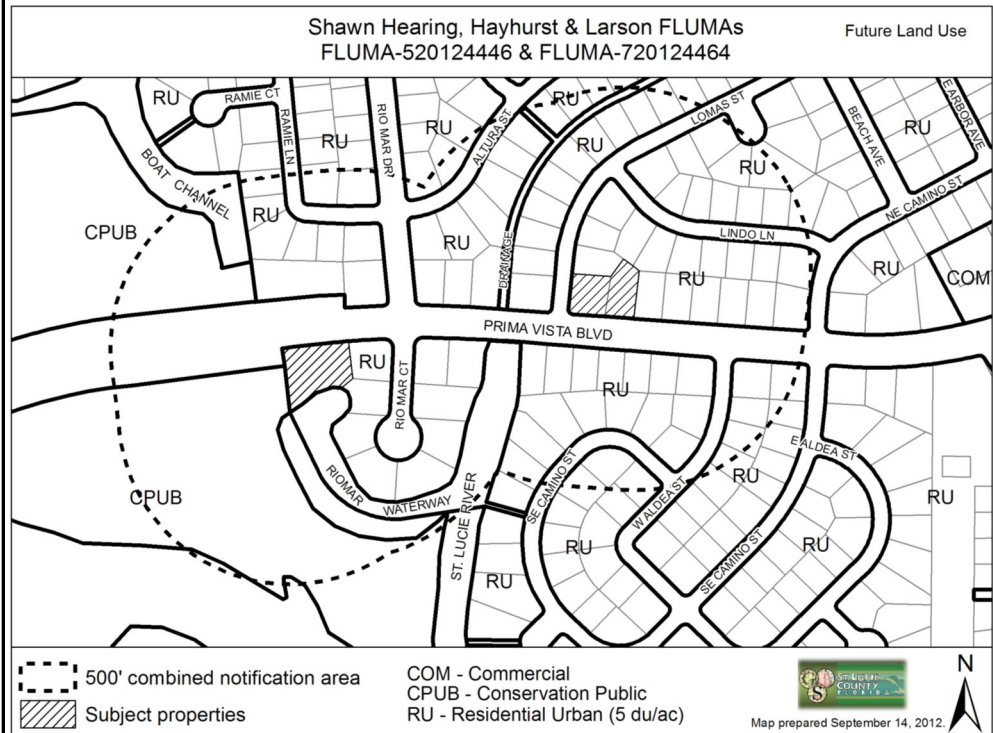 Shawn Hearing, Hayhurst & Larson FLUMAs
FLUMA-520124446 & FLUMA-720124464
Future Land Use
RU
RAMIE CT
RAMIE LN
RU
RIO MAR DR
RU
ALTURA ST
RU
RU
LOMAS ST
RU
BEACH AVE
RU
E ARBOR AVE
BOAT CHANNEL
CPUB
RU
RU
DRAINAGE
LINDO LN
NE CAMINO ST
RU
RU
COM
PRIMA VISTA BLVD
RU
RIO MAR CT
RU
CPUB
RIOMAR
WATERWAY
ST. LUCIE RIVER
SE CAMINO ST
W ALDEA ST
RU
E ALDEA ST
RU
RU
RU
SE CAMINO ST
RU
500' combined notification area
Subject properties
COM - Commercial
CPUB - Conservation Public
RU - Residential Urban (5 du/ac)
ST LUCIE
COUNTY
FLORIDA
Map prepared September 14, 2012.
N